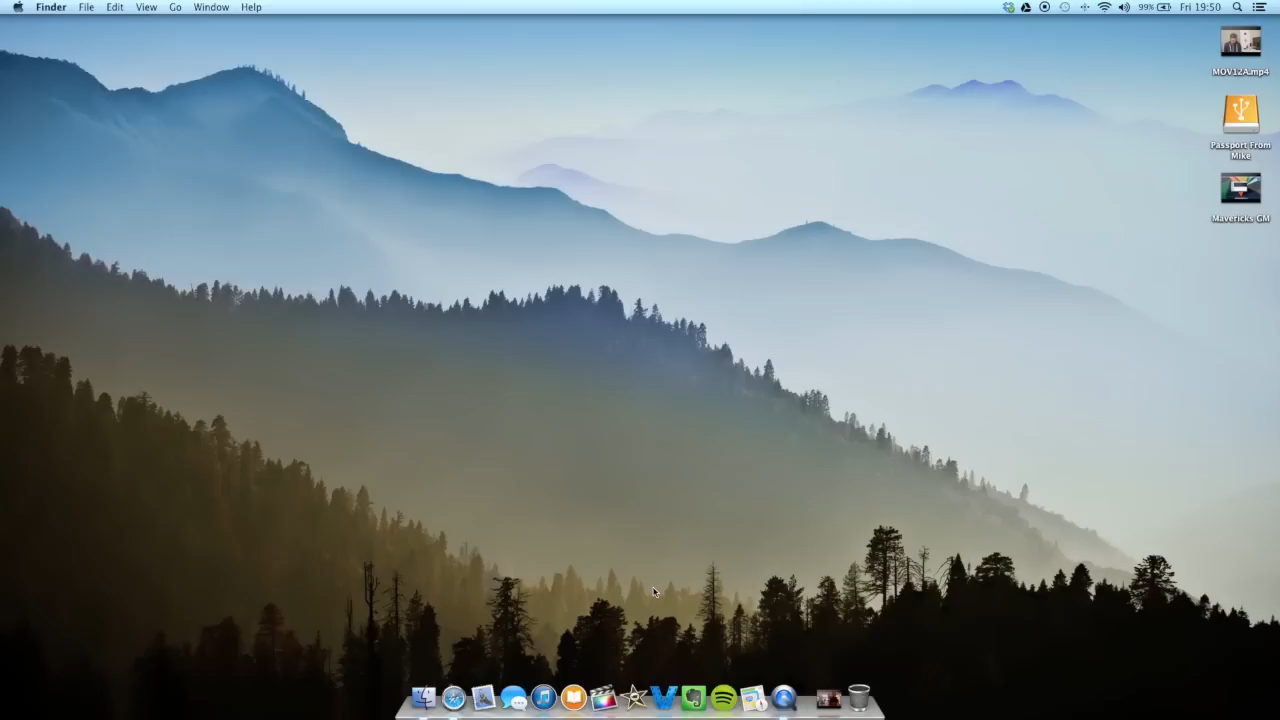 Finder File Edit View Go Window Help 99% Fri 19:50
MOV12A.mp4
Passport From
Mike
Mavericks GM